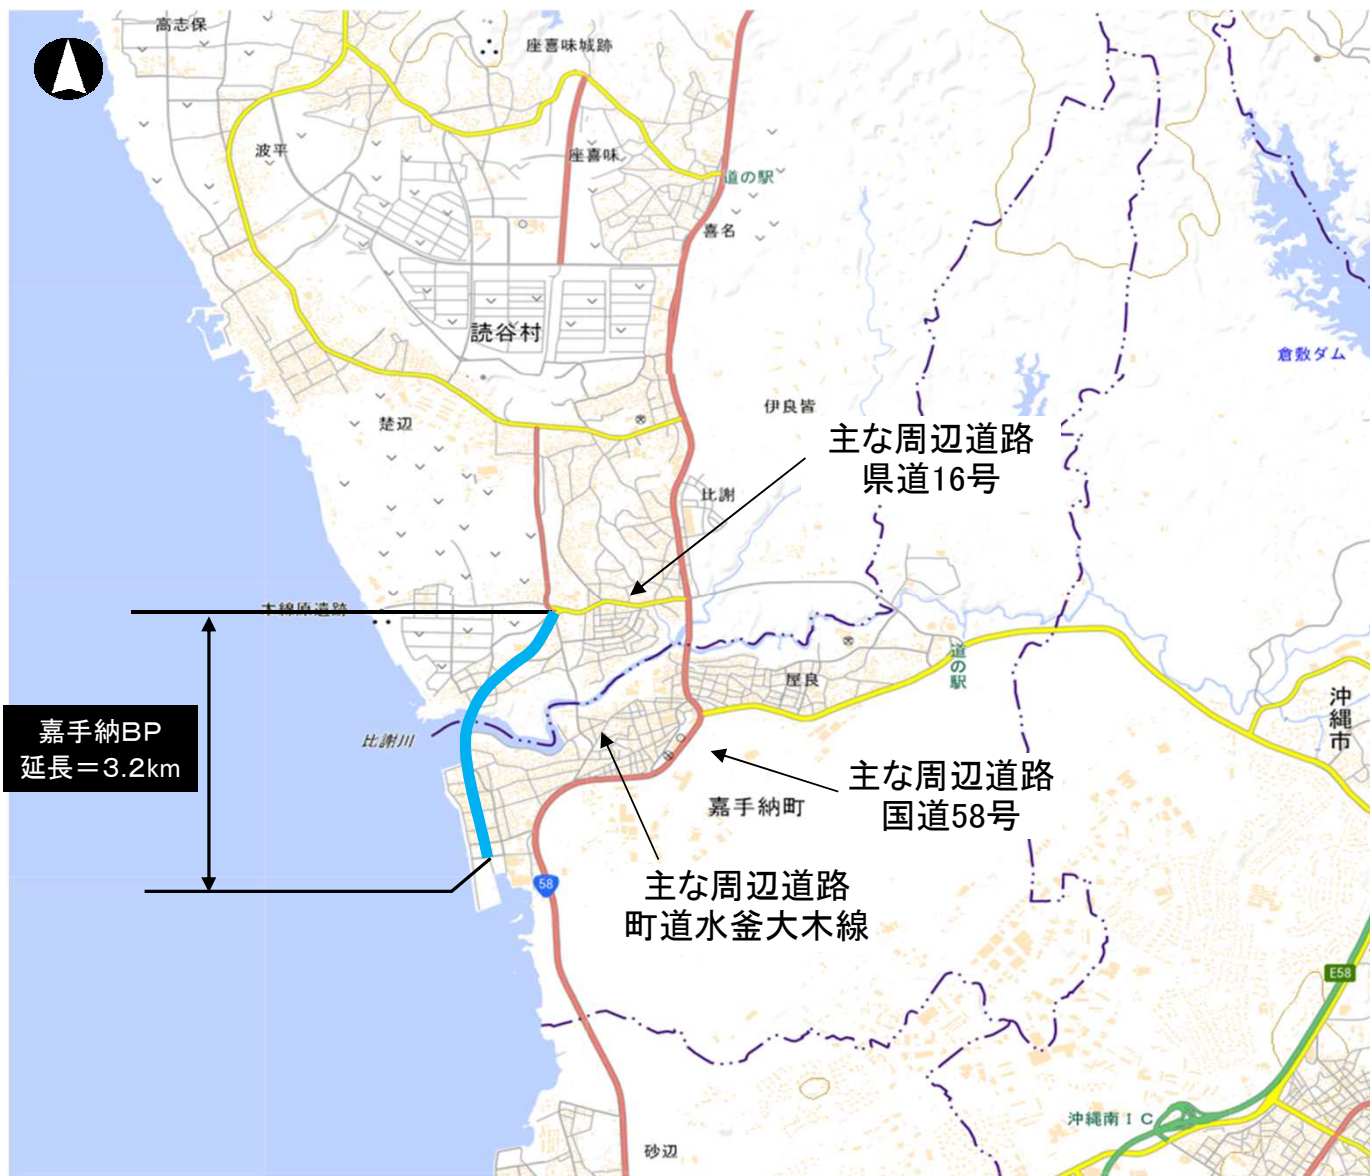 高志保
座喜味城跡
波平
座喜味
道の駅
喜名
読谷村
倉敷ダム
伊良皆
楚辺
主な周辺道路
県道16号
比謝
木綿原遺跡
道の駅
屋良
沖縄市
嘉手納BP
延長=3.2km
比謝川
主な周辺道路
国道58号
嘉手納町
58
主な周辺道路
町道水釜大木線
E58
沖縄南IC
砂辺